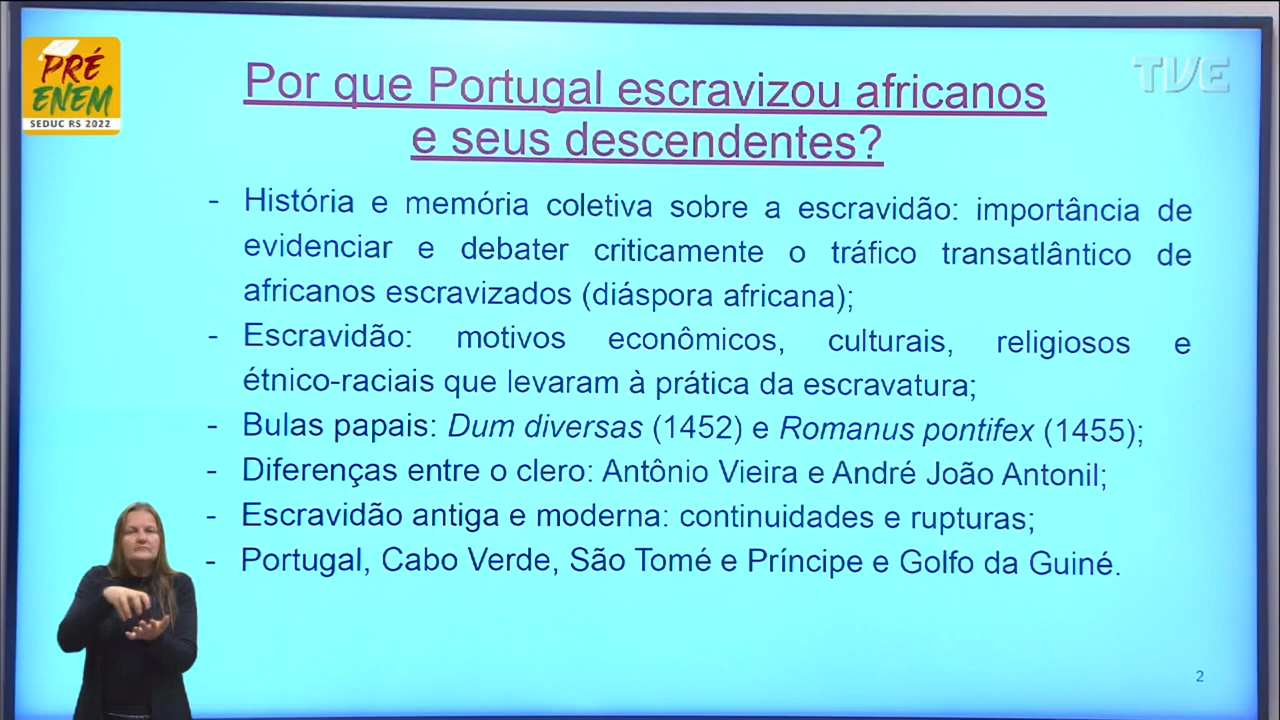 PRÉ
ENEM
SEDUC RS 2022
TVE
Por que Portugal escravizou africanos
e seus descendentes?
- História e memória coletiva sobre a escravidão: importância de
evidenciar e debater criticamente o tráfico transatlântico de
africanos escravizados (diáspora africana);
- Escravidão: motivos econômicos, culturais, religiosos e
étnico-raciais que levaram à prática da escravatura;
- Bulas papais: Dum diversas (1452) e Romanus pontifex (1455);
- Diferenças entre o clero: Antônio Vieira e André João Antonil;
- Escravidão antiga e moderna: continuidades e rupturas;
- Portugal, Cabo Verde, São Tomé e Príncipe e Golfo da Guiné.
2